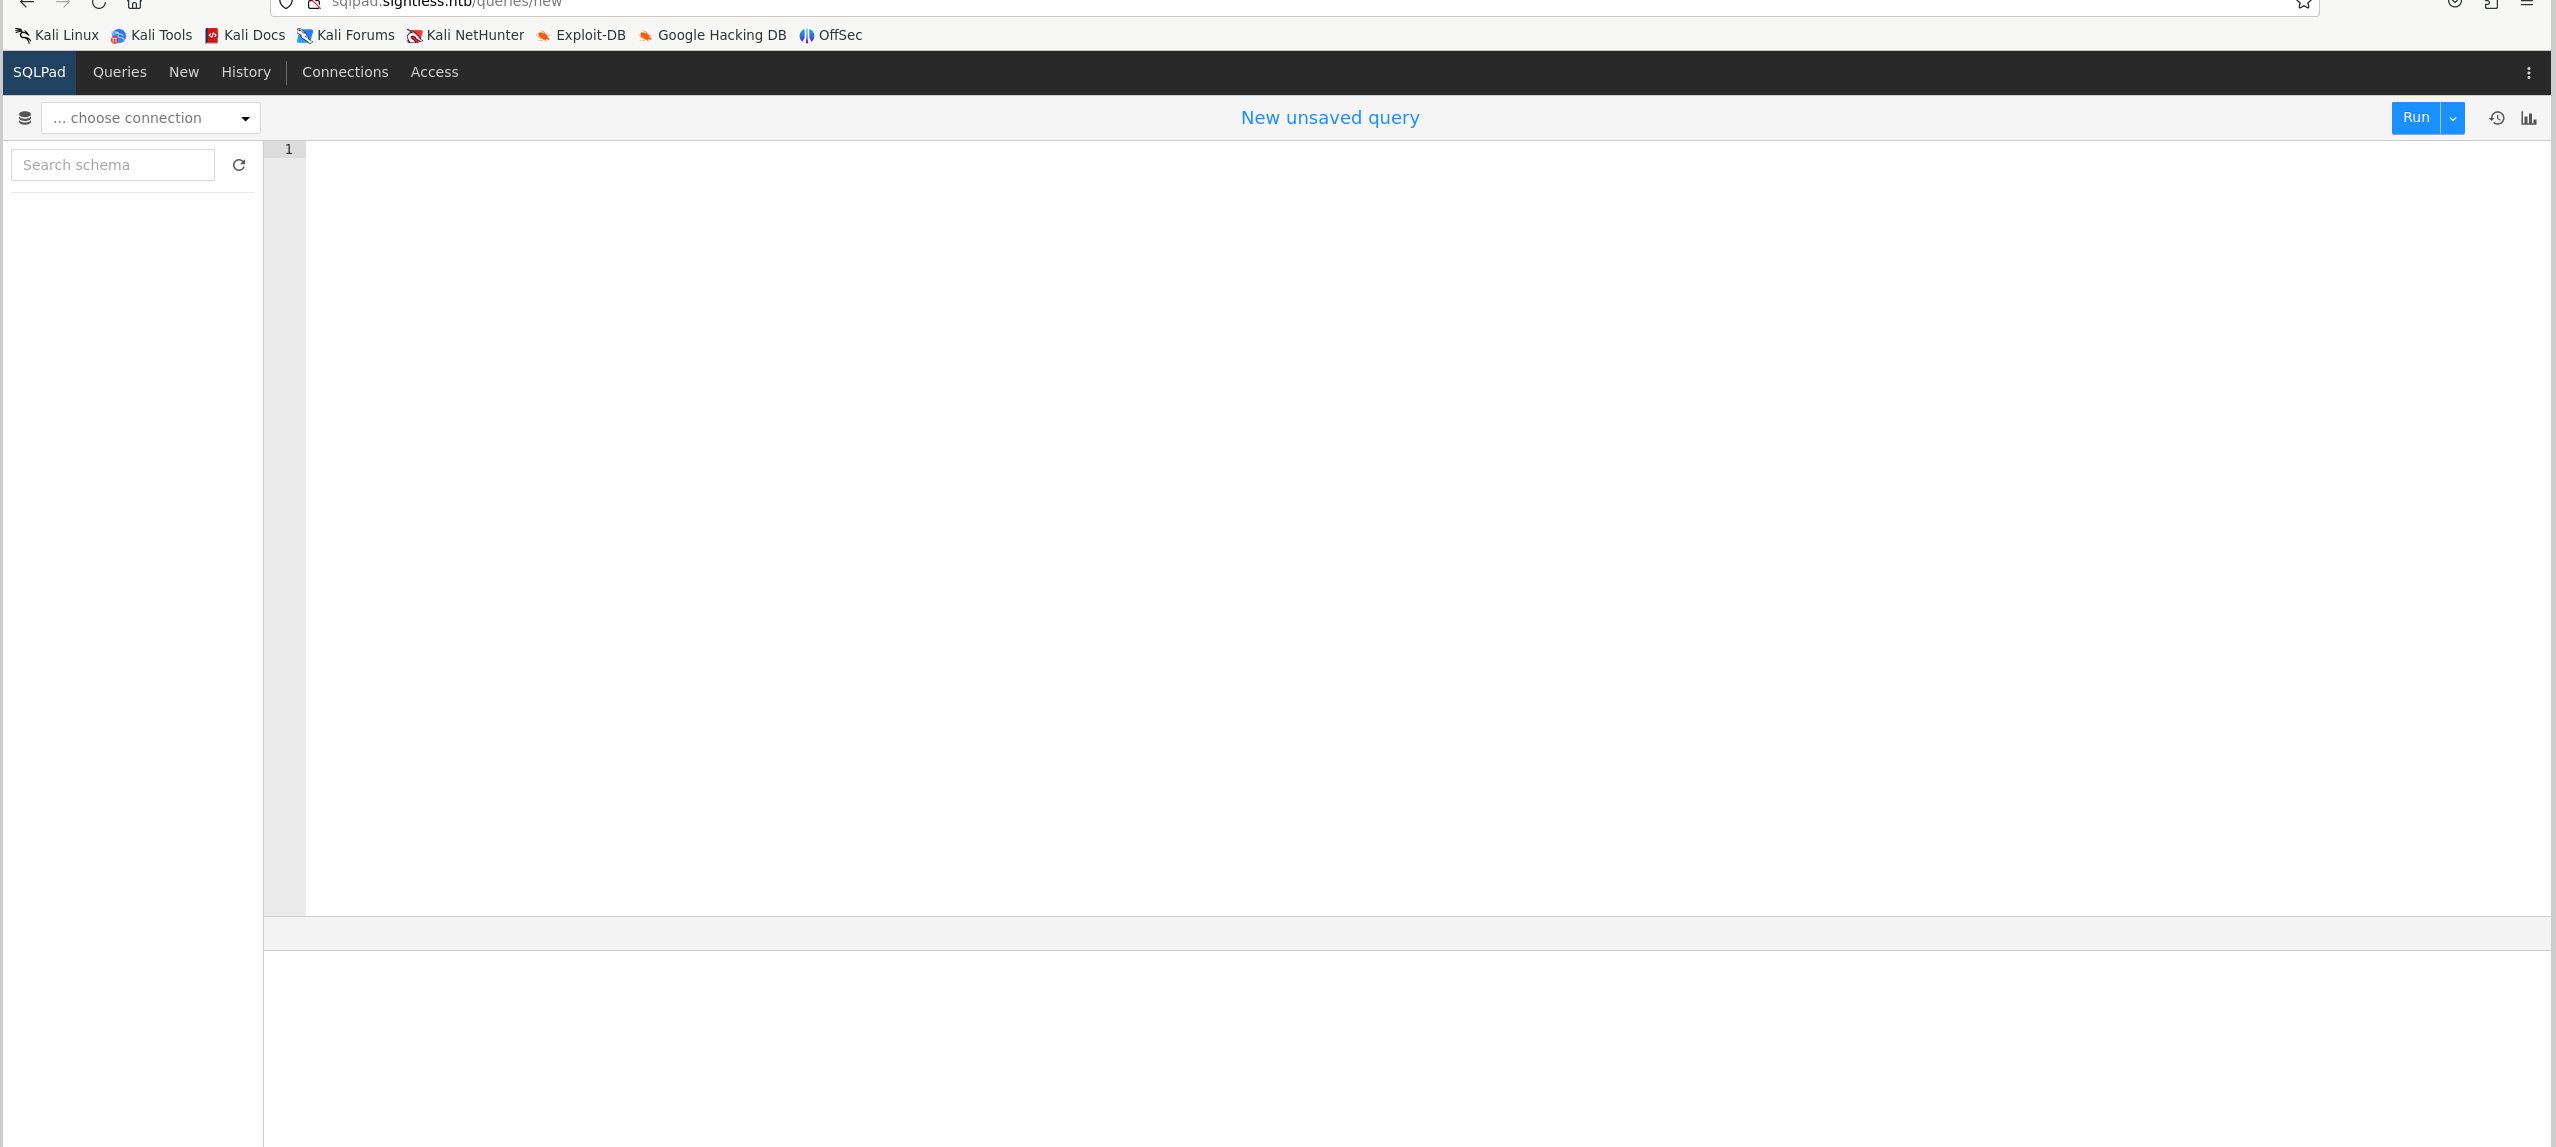 sqlpad.sightless.htb/queries/new
Kali Linux Kali Tools Kali Docs Kali Forums Kali NetHunter Exploit-DB Google Hacking DB OffSec
SQLPad Queries New History Connections Access
... choose connection New unsaved query Run
Search schema 1